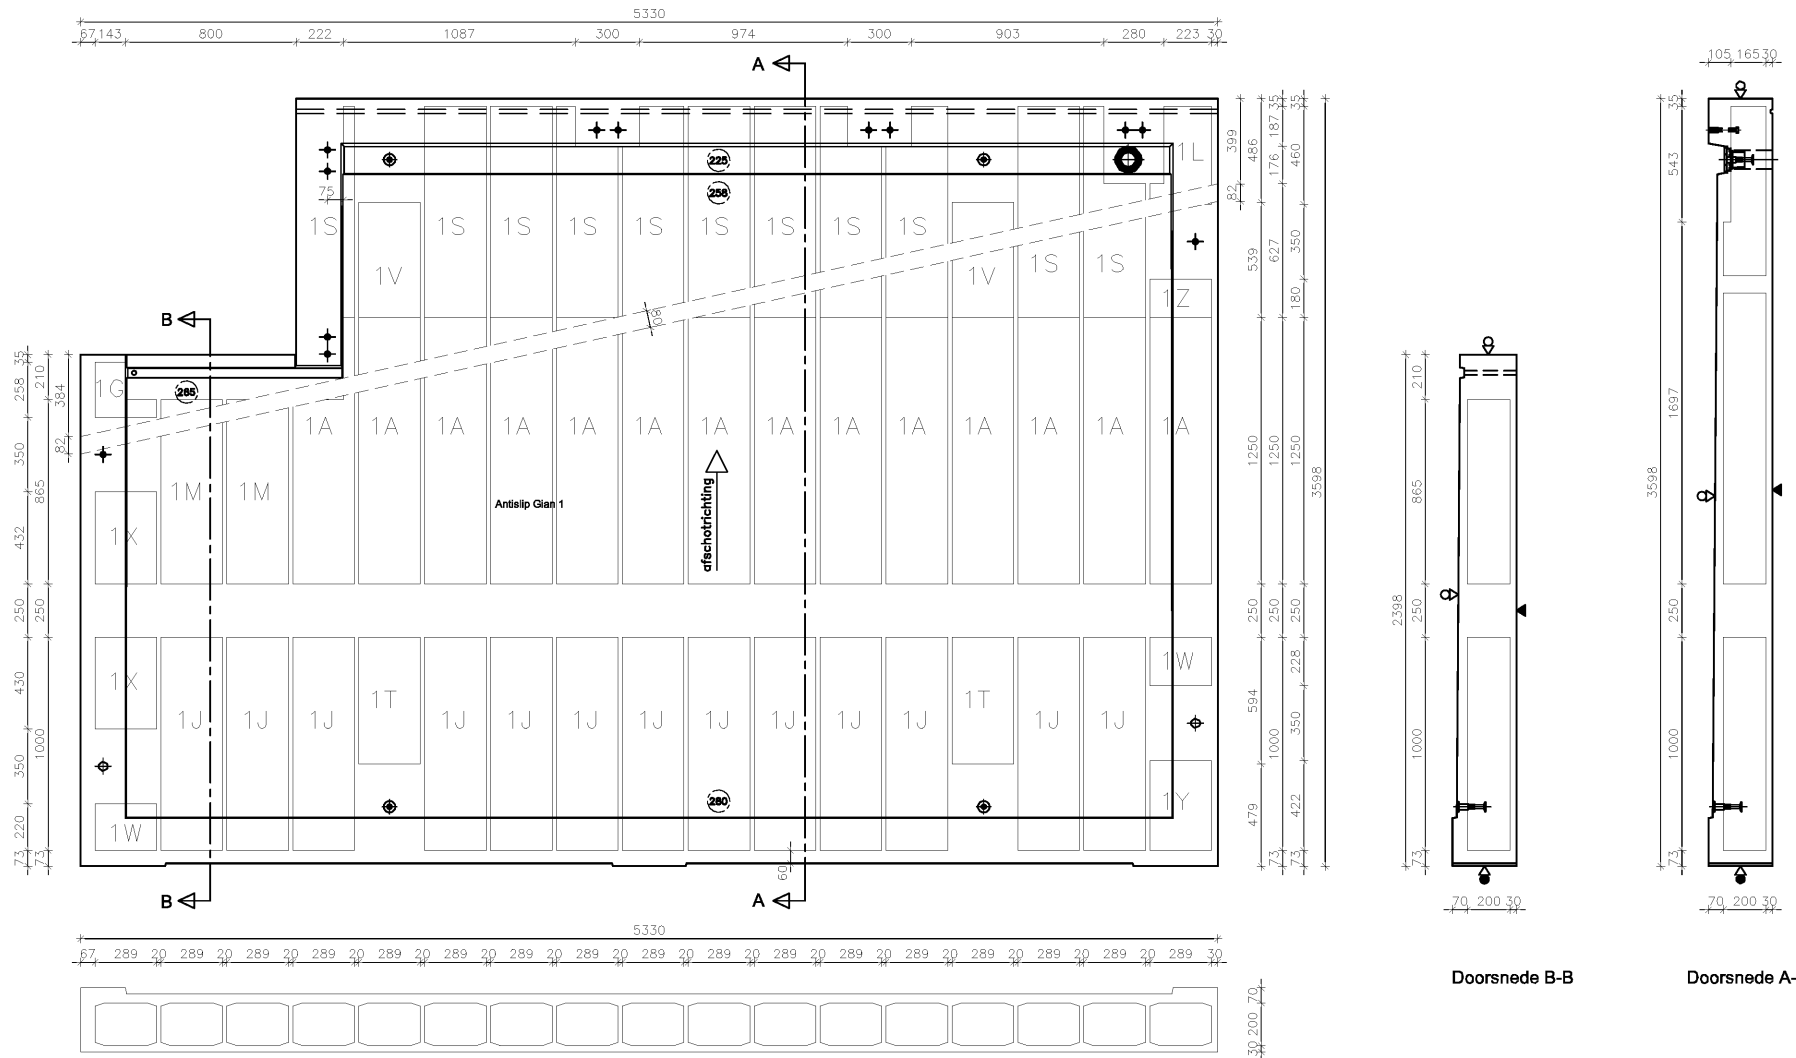 5330
67 143 800 222 1087 300 974 300 903 280 223 30
105 165 30
A
35 187 176 627 1250 250 1000 73
399 82
486 539 1250 250 594 479
35 460 350 180 1250 250 228 350 422 73
3598
225
258
1L
75
1S 1S 1S 1S 1S 1S 1S 1S 1S
1V 1V 1S 1S
1Z
80
B
35 258 350 432 250 430 350 220 73
210 865 250 1000 73
384 82
1G
265
1A 1A 1A 1A 1A 1A 1A 1A 1A 1A 1A 1A 1A 1A
1M 1M
Antislip Gian 1
afschotrichting
1X
1X
1W
1T 1T
1J 1J 1J 1J 1J 1J 1J 1J 1J 1J 1J 1J 1J
260
1Y
1W
60
B
A
2398
210 865 250 1000 73
70 200 30
3598
35 543 1697 250 1000 73
70 200 30
5330
67 289 20 289 20 289 20 289 20 289 20 289 20 289 20 289 20 289 20 289 20 289 20 289 20 289 20 289 20 289 20 289 20 289 30
70
200
30
Doorsnede B-B
Doorsnede A-